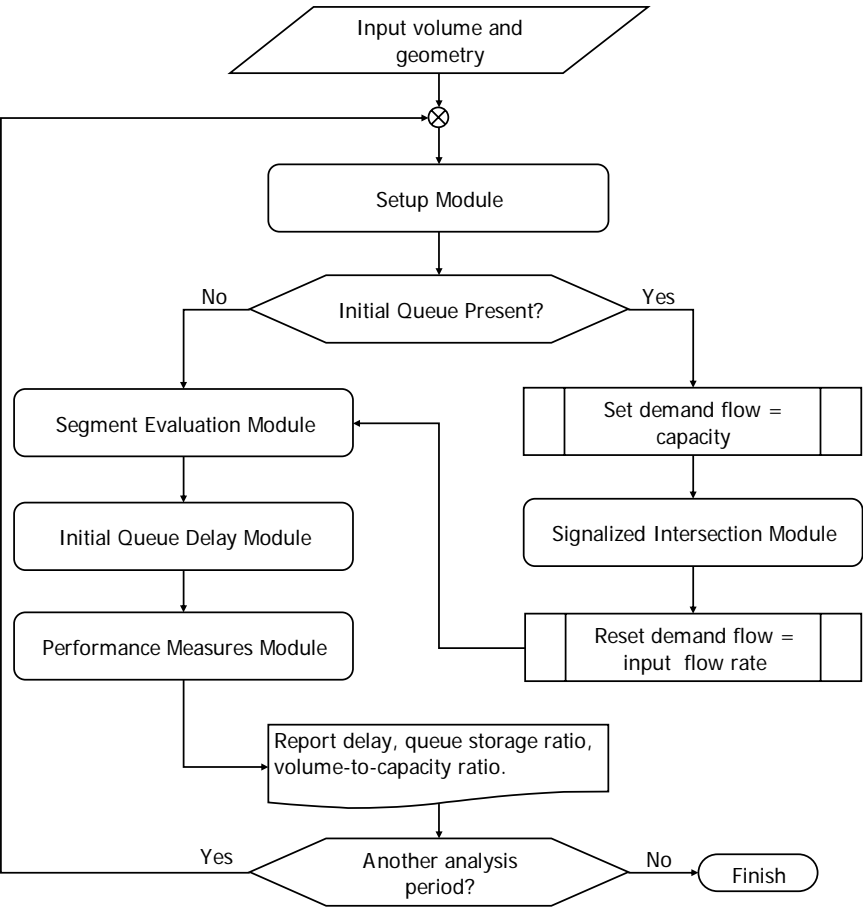 Input volume and
geometry
Setup Module
No
Initial Queue Present?
Yes
Segment Evaluation Module
Set demand flow =
capacity
Initial Queue Delay Module
Signalized Intersection Module
Performance Measures Module
Reset demand flow =
input flow rate
Report delay, queue storage ratio,
volume-to-capacity ratio.
Yes
Another analysis
period?
No
Finish